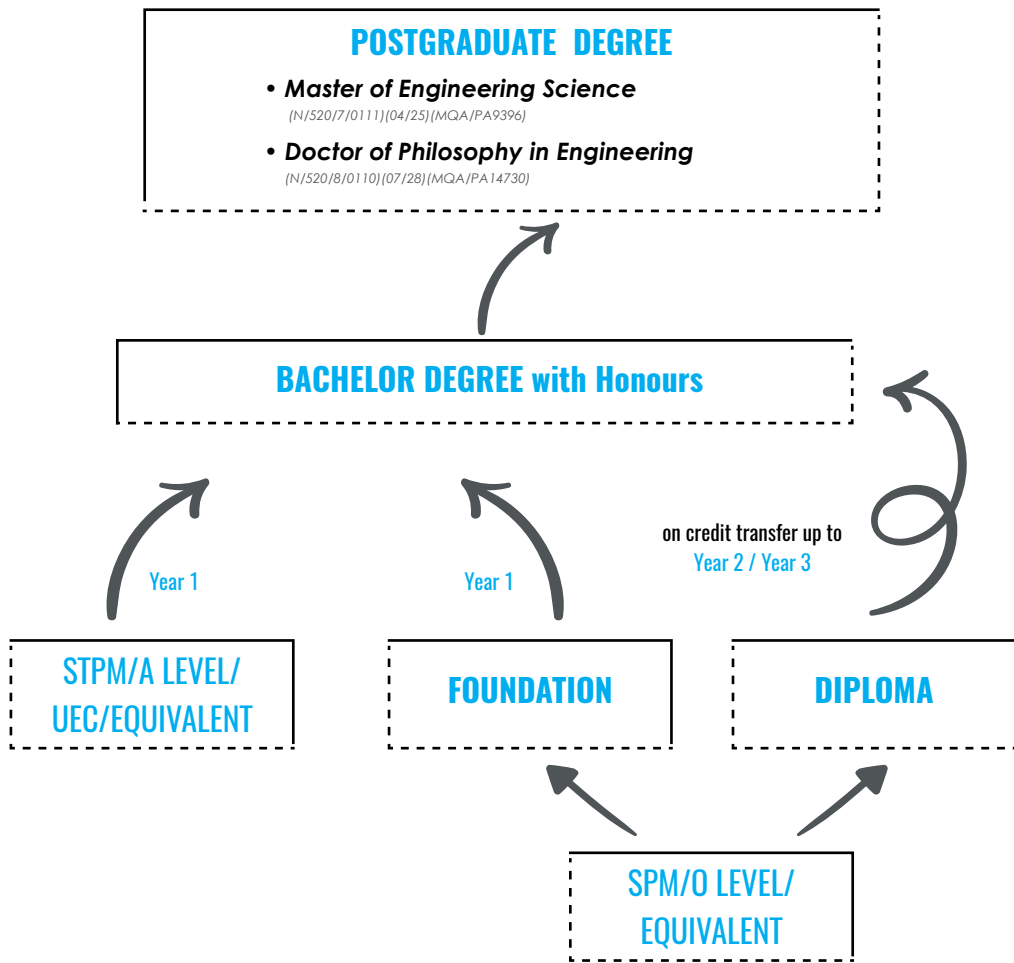 POSTGRADUATE DEGREE
• Master of Engineering Science
(N/520/7/0111)(04/25)(MQA/PA9396)
• Doctor of Philosophy in Engineering
(N/520/8/0110)(07/28)(MQA/PA14730)
BACHELOR DEGREE with Honours
on credit transfer up to
Year 2 / Year 3
Year 1
Year 1
STPM/A LEVEL/
UEC/EQUIVALENT
FOUNDATION
DIPLOMA
SPM/O LEVEL/
EQUIVALENT